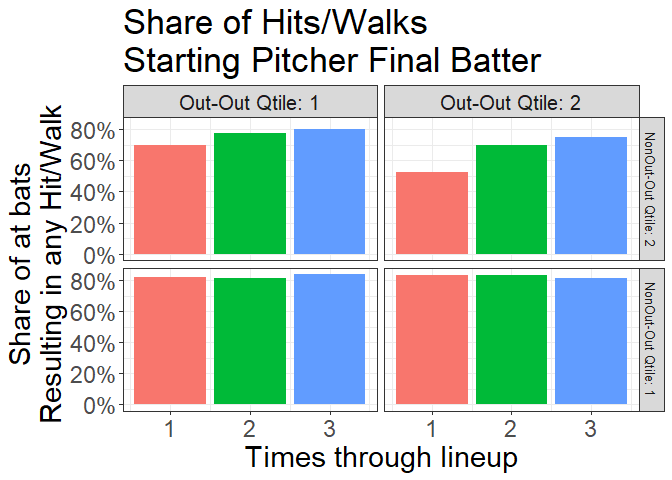 Share of Hits/Walks
Starting Pitcher Final Batter
Out-Out Qtile: 1
Out-Out Qtile: 2
Share of at bats
Resulting in any Hit/Walk
80%
60%
40%
20%
0%
NonOut-Out Qtile: 2
80%
60%
40%
20%
0%
NonOut-Out Qtile: 1
1 2 3 1 2 3
Times through lineup